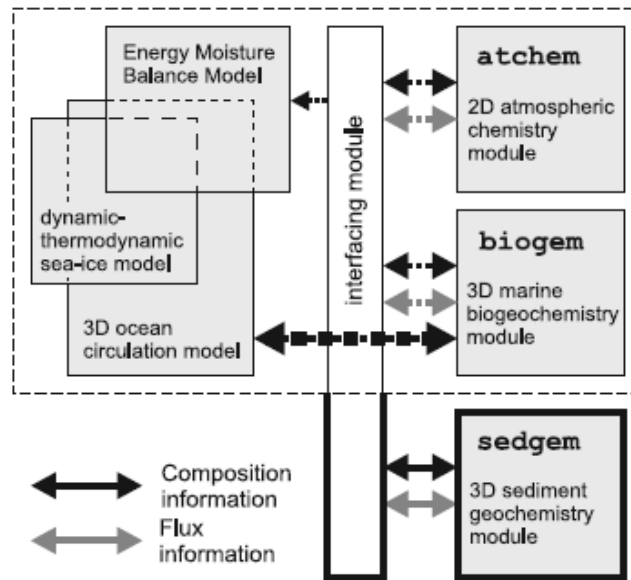 Energy Moisture
Balance Model
dynamic-
thermodynamic
sea-ice model
3D ocean
circulation model
interfacing module
atchem
2D atmospheric
chemistry
module
biogem
3D marine
biogeochemistry
module
sedgem
3D sediment
geochemistry
module
Composition
information
Flux
information